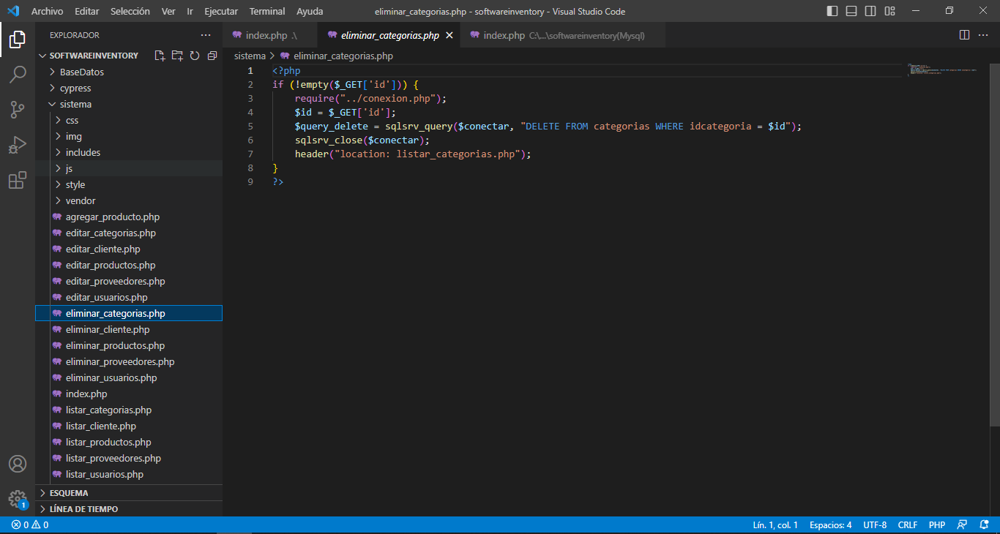 Archivo Editar Selección Ver Ir Ejecutar Terminal Ayuda
eliminar_categorias.php - softwareinventory - Visual Studio Code
EXPLORADOR
SOFTWAREINVENTORY
BaseDatos
cypress
sistema
css
img
includes
js
style
vendor
agregar_producto.php
editar_categorias.php
editar_cliente.php
editar_productos.php
editar_proveedores.php
editar_usuarios.php
eliminar_categorias.php
eliminar_cliente.php
eliminar_productos.php
eliminar_proveedores.php
eliminar_usuarios.php
index.php
listar_categorias.php
listar_cliente.php
listar_productos.php
listar_proveedores.php
listar_usuarios.php
ESQUEMA
LÍNEA DE TIEMPO
index.php .\
eliminar_categorias.php
index.php C:\...\softwareinventory(Mysql)
sistema > eliminar_categorias.php
1 <?php
2 if (!empty($_GET['id'])) {
3 require("../conexion.php");
4 $id = $_GET['id'];
5 $query_delete = sqlsrv_query($conectar, "DELETE FROM categorias WHERE idcategoria = $id");
6 sqlsrv_close($conectar);
7 header("location: listar_categorias.php");
8 }
9 ?>
1
0 0
Lín. 1, col. 1 Espacios: 4 UTF-8 CRLF PHP